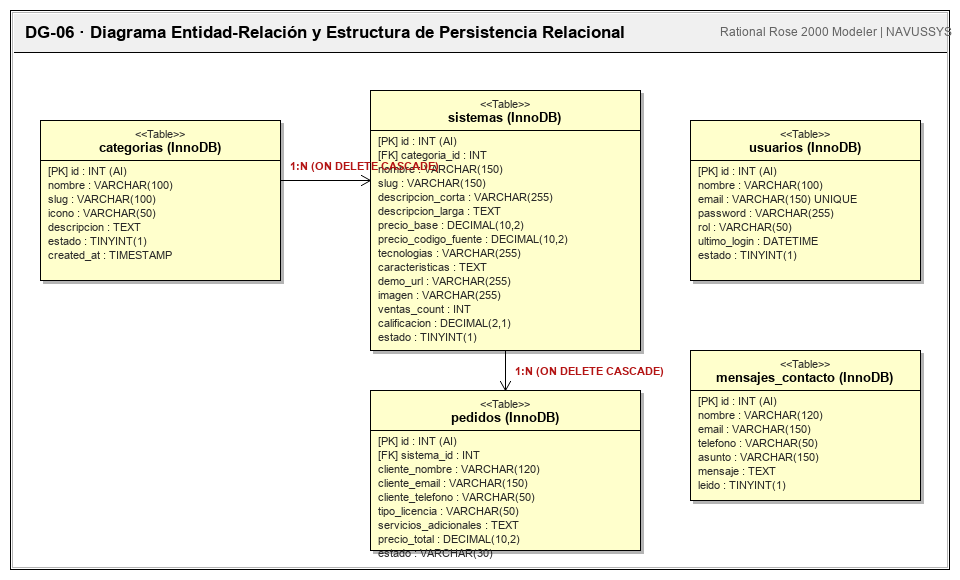 DG-06 · Diagrama Entidad-Relación y Estructura de Persistencia Relacional
Rational Rose 2000 Modeler | NAVUSSYS
<<Table>>
categorias (InnoDB)
[PK] id : INT (AI)
nombre : VARCHAR(100)
slug : VARCHAR(100)
icono : VARCHAR(50)
descripcion : TEXT
estado : TINYINT(1)
created_at : TIMESTAMP
1:N (ON DELETE CASCADE)
<<Table>>
sistemas (InnoDB)
[PK] id : INT (AI)
[FK] categoria_id : INT
nombre : VARCHAR(150)
slug : VARCHAR(150)
descripcion_corta : VARCHAR(255)
descripcion_larga : TEXT
precio_base : DECIMAL(10,2)
precio_codigo_fuente : DECIMAL(10,2)
tecnologias : VARCHAR(255)
caracteristicas : TEXT
demo_url : VARCHAR(255)
imagen : VARCHAR(255)
ventas_count : INT
calificacion : DECIMAL(2,1)
estado : TINYINT(1)
1:N (ON DELETE CASCADE)
<<Table>>
pedidos (InnoDB)
[PK] id : INT (AI)
[FK] sistema_id : INT
cliente_nombre : VARCHAR(120)
cliente_email : VARCHAR(150)
cliente_telefono : VARCHAR(50)
tipo_licencia : VARCHAR(50)
servicios_adicionales : TEXT
precio_total : DECIMAL(10,2)
estado : VARCHAR(30)
<<Table>>
usuarios (InnoDB)
[PK] id : INT (AI)
nombre : VARCHAR(100)
email : VARCHAR(150) UNIQUE
password : VARCHAR(255)
rol : VARCHAR(50)
ultimo_login : DATETIME
estado : TINYINT(1)
<<Table>>
mensajes_contacto (InnoDB)
[PK] id : INT (AI)
nombre : VARCHAR(120)
email : VARCHAR(150)
telefono : VARCHAR(50)
asunto : VARCHAR(150)
mensaje : TEXT
leido : TINYINT(1)